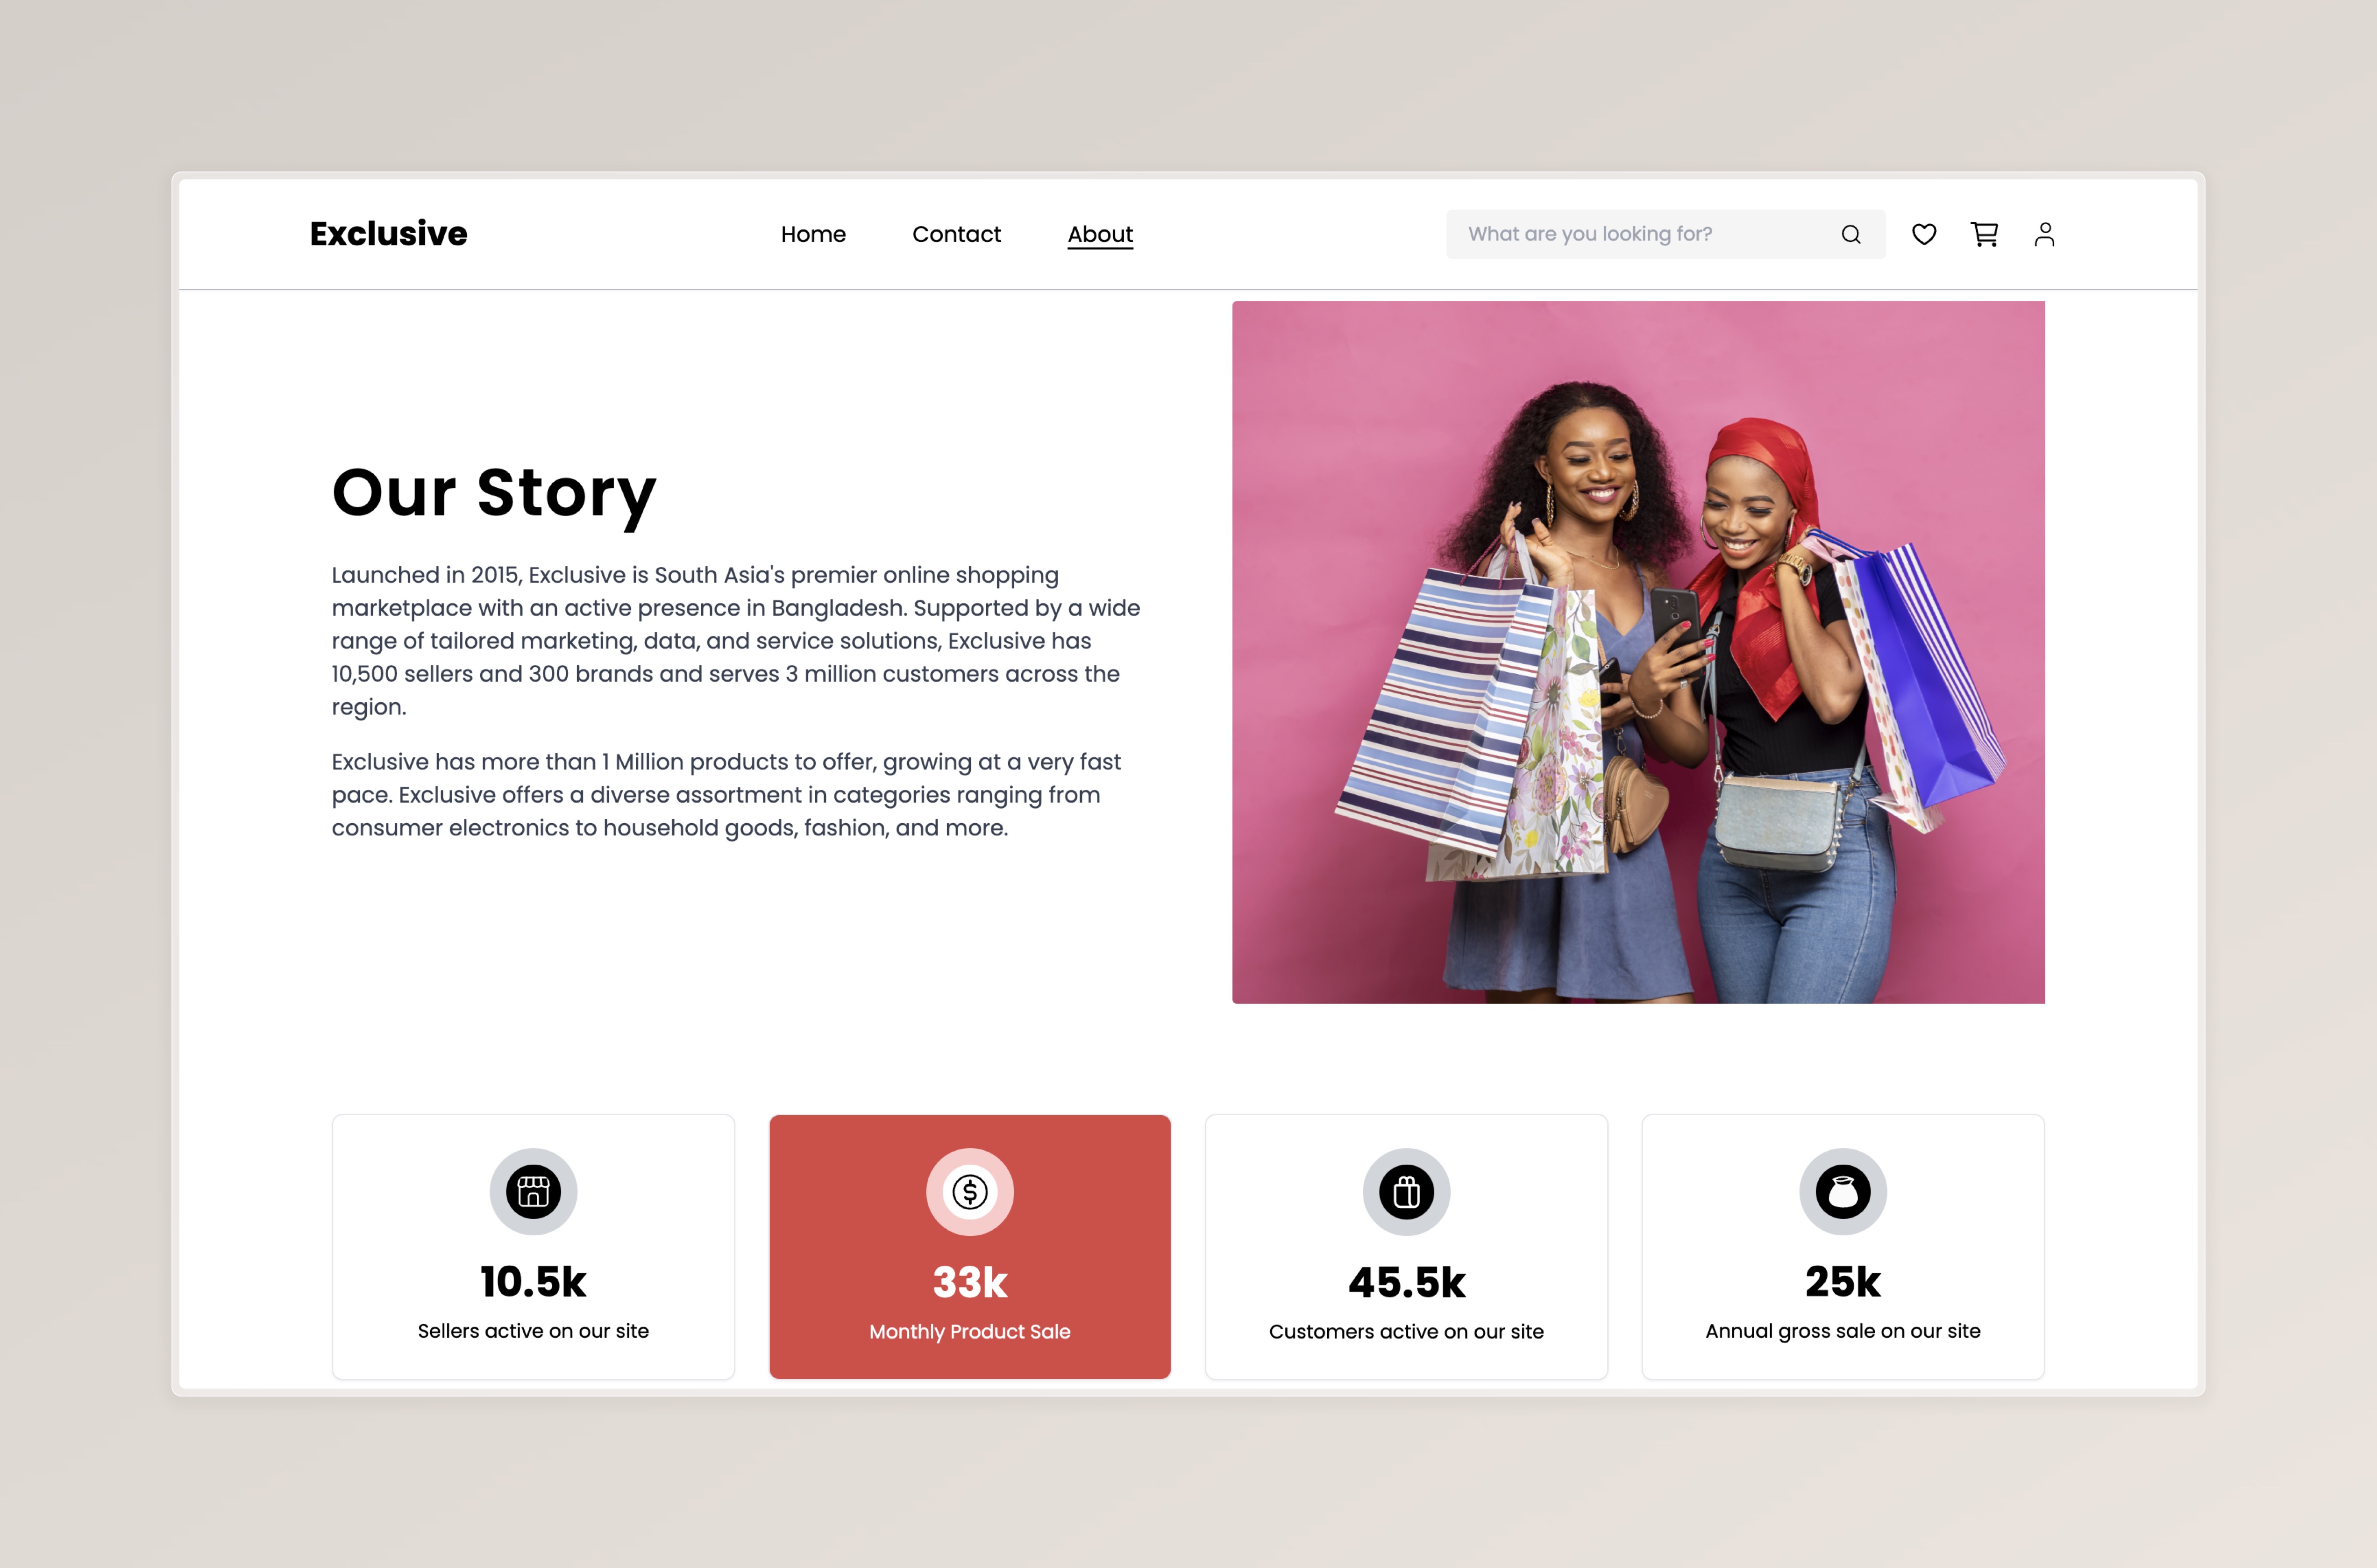 Exclusive
Home
Contact
About
What are you looking for?
Our Story
Launched in 2015, Exclusive is South Asia's premier online shopping
marketplace with an active presence in Bangladesh. Supported by a wide
range of tailored marketing, data, and service solutions, Exclusive has
10,500 sellers and 300 brands and serves 3 million customers across the
region.
Exclusive has more than 1 Million products to offer, growing at a very fast
pace. Exclusive offers a diverse assortment in categories ranging from
consumer electronics to household goods, fashion, and more.
10.5k
Sellers active on our site
33k
Monthly Product Sale
45.5k
Customers active on our site
25k
Annual gross sale on our site